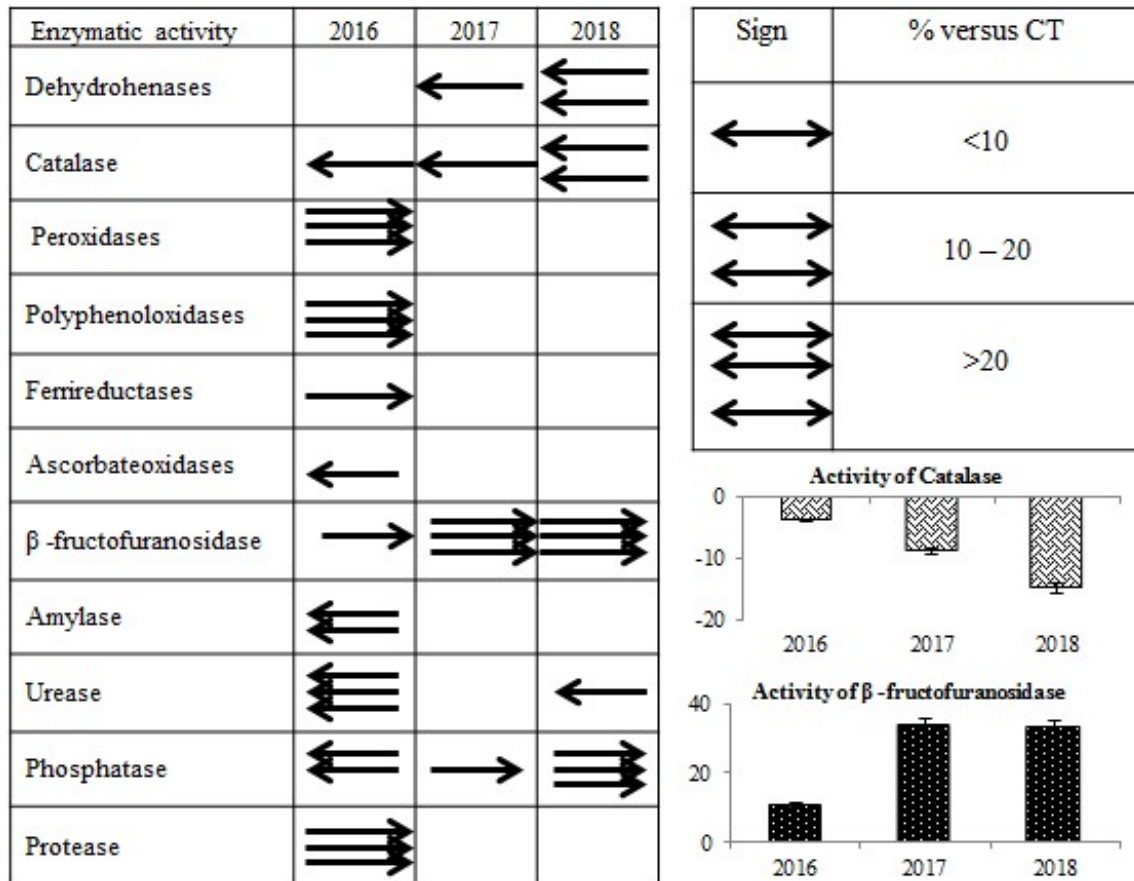 Enzymatic activity 2016 2017 2018
Dehydrohenases
Catalase
Peroxidases
Polyphenoloxidases
Ferrireductases
Ascorbateoxidases
β -fructofuranosidase
Amylase
Urease
Phosphatase
Protease
Sign % versus CT
<10
10 – 20
>20
Activity of Catalase
0
-10
-20
2016 2017 2018
Activity of β -fructofuranosidase
40
20
0
2016 2017 2018